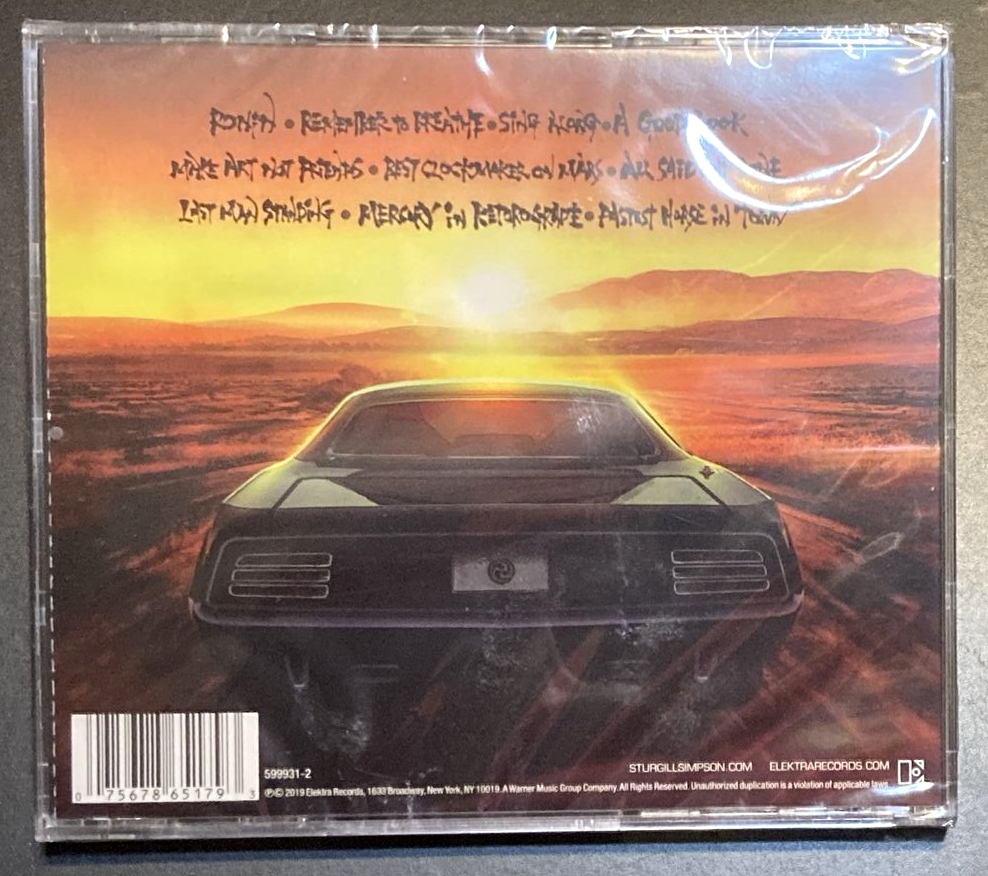 Ronin • Remember to Breathe • Sing Along • A Good Look
Make Art Not Friends • Best Clockmaker on Mars • All Said
Last Man Standing • Mercury in Retrograde • Fastest Horse in Town
0 75678 65179 3
599931-2
STURGILLSIMPSON.COM ELEKTRARECORDS.COM
℗© 2019 Elektra Records, 1633 Broadway, New York, NY 10019. A Warner Music Group Company. All Rights Reserved. Unauthorized duplication is a violation of applicable laws.